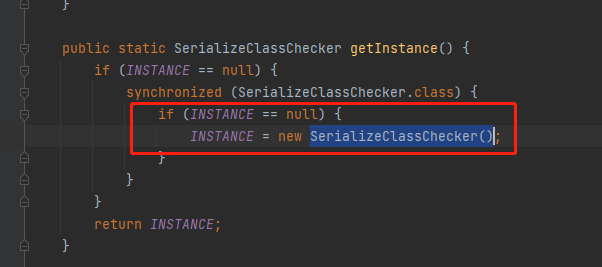 }
public static SerializeClassChecker getInstance() {
if (INSTANCE == null) {
synchronized (SerializeClassChecker.class) {
if (INSTANCE == null) {
INSTANCE = new SerializeClassChecker();
}
}
}
return INSTANCE;
}